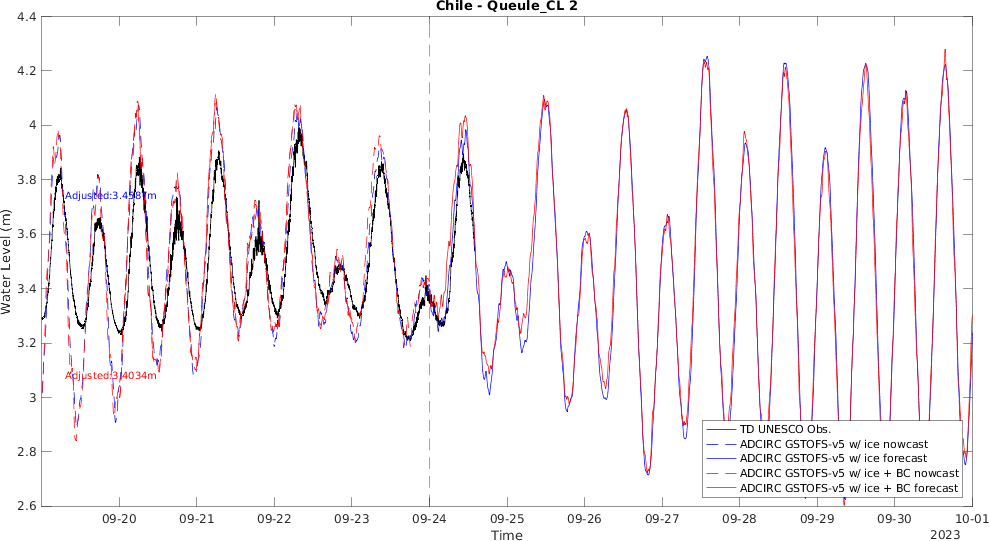 Chile - Queule_CL 2
4.4
4.2
4
3.8
3.6
3.4
3.2
3
2.8
2.6
Water Level (m)
Adjusted:3.4587m
Adjusted:3.4034m
TD UNESCO Obs.
ADCIRC GSTOFS-v5 w/ ice nowcast
ADCIRC GSTOFS-v5 w/ ice forecast
ADCIRC GSTOFS-v5 w/ ice + BC nowcast
ADCIRC GSTOFS-v5 w/ ice + BC forecast
09-20 09-21 09-22 09-23 09-24 09-25 09-26 09-27 09-28 09-29 09-30 10-01
Time
2023